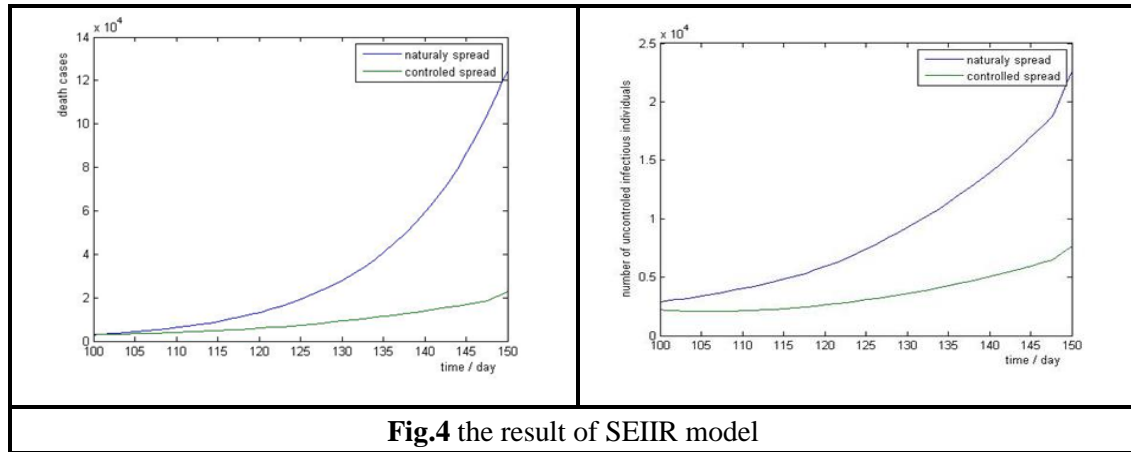 x 10^4
14
12
10
8
6
4
2
0
death cases
naturaly spread
controled spread
100 105 110 115 120 125 130 135 140 145 150
time / day
x 10^4
2.5
2
1.5
1
0.5
0
number of uncontroled infectious individuals
naturaly spread
controlled spread
100 105 110 115 120 125 130 135 140 145 150
time / day
Fig.4 the result of SEIIR model